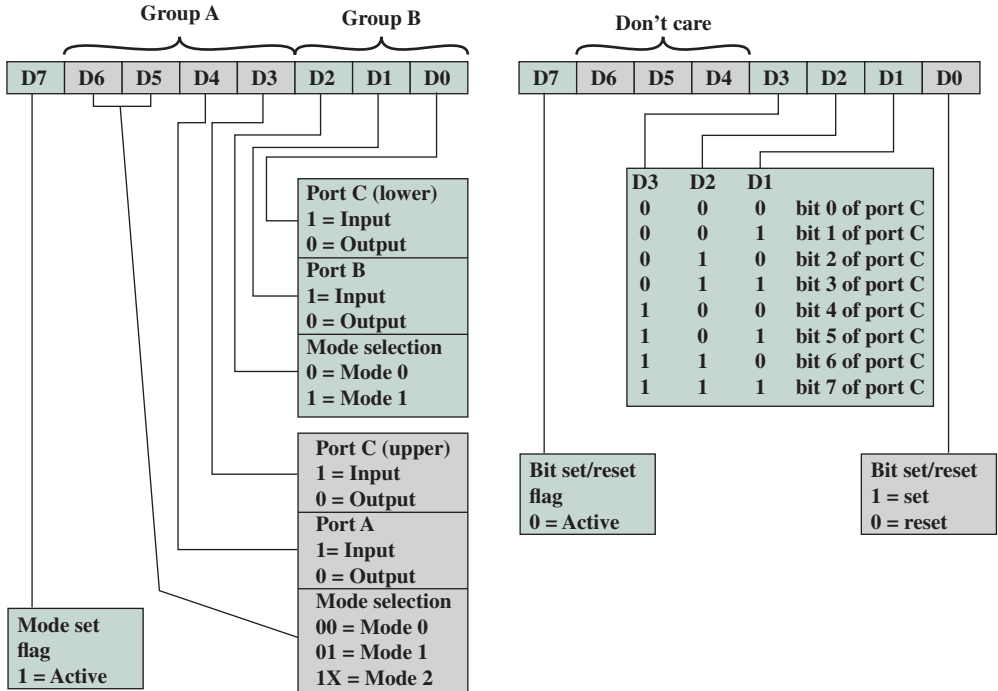 Group A Group B
D7 D6 D5 D4 D3 D2 D1 D0
Port C (lower)
1 = Input
0 = Output
Port B
1= Input
0 = Output
Mode selection
0 = Mode 0
1 = Mode 1
Port C (upper)
1 = Input
0 = Output
Port A
1= Input
0 = Output
Mode selection
00 = Mode 0
01 = Mode 1
1X = Mode 2
Mode set
flag
1 = Active
Don't care
D7 D6 D5 D4 D3 D2 D1 D0
D3 D2 D1
0 0 0 bit 0 of port C
0 0 1 bit 1 of port C
0 1 0 bit 2 of port C
0 1 1 bit 3 of port C
1 0 0 bit 4 of port C
1 0 1 bit 5 of port C
1 1 0 bit 6 of port C
1 1 1 bit 7 of port C
Bit set/reset
flag
0 = Active
Bit set/reset
1 = set
0 = reset